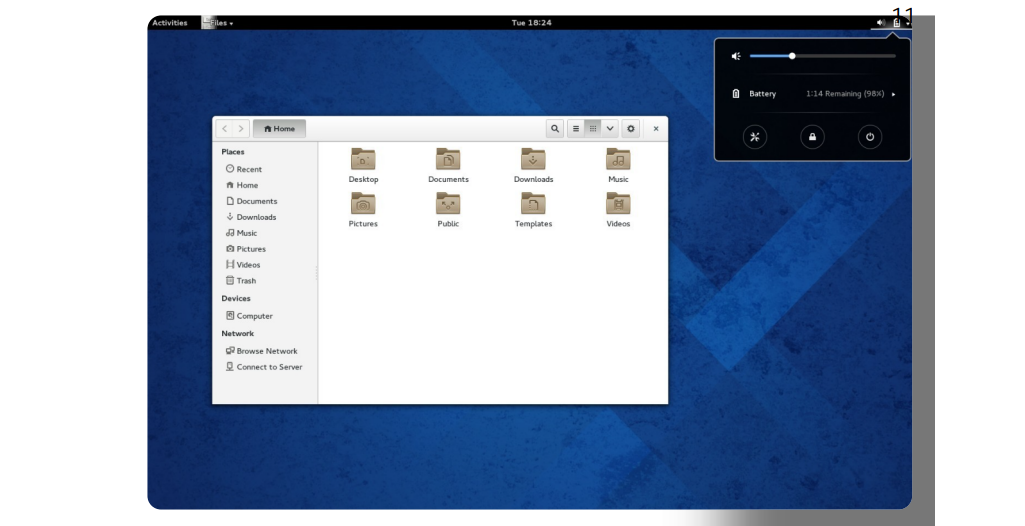 11
Activities Files Tue 18:24
Battery 1:14 Remaining (98%)
Home
Places
Recent
Home
Documents
Downloads
Music
Pictures
Videos
Trash
Devices
Computer
Network
Browse Network
Connect to Server
Desktop Documents Downloads Music
Pictures Public Templates Videos